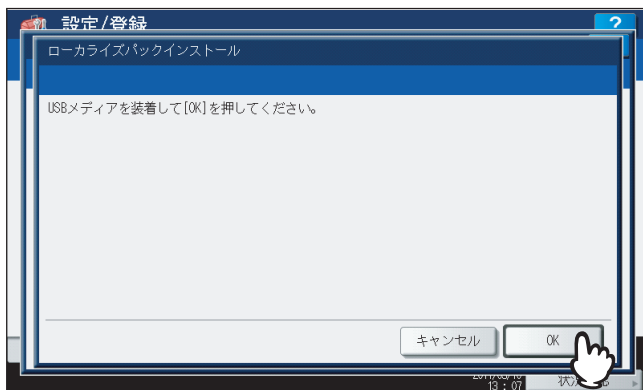 設定/登録
?
ローカライズパックインストール
USBメディアを装着して[OK]を押してください。
キャンセル
OK
13:07